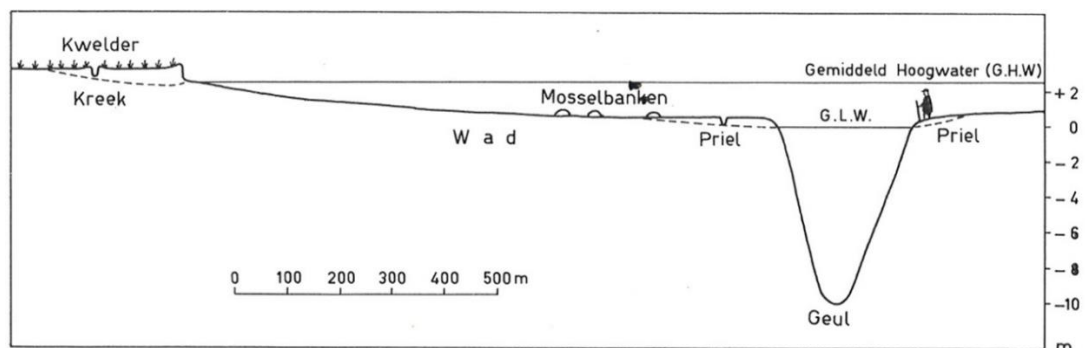 Kwelder
Kreek
Gemiddeld Hoogwater (G.H.W)
Mosselbanken
G.L.W.
W a d
Priel
Priel
Geul
0 100 200 300 400 500 m
+ 2
0
- 2
- 4
- 6
- 8
-10
m